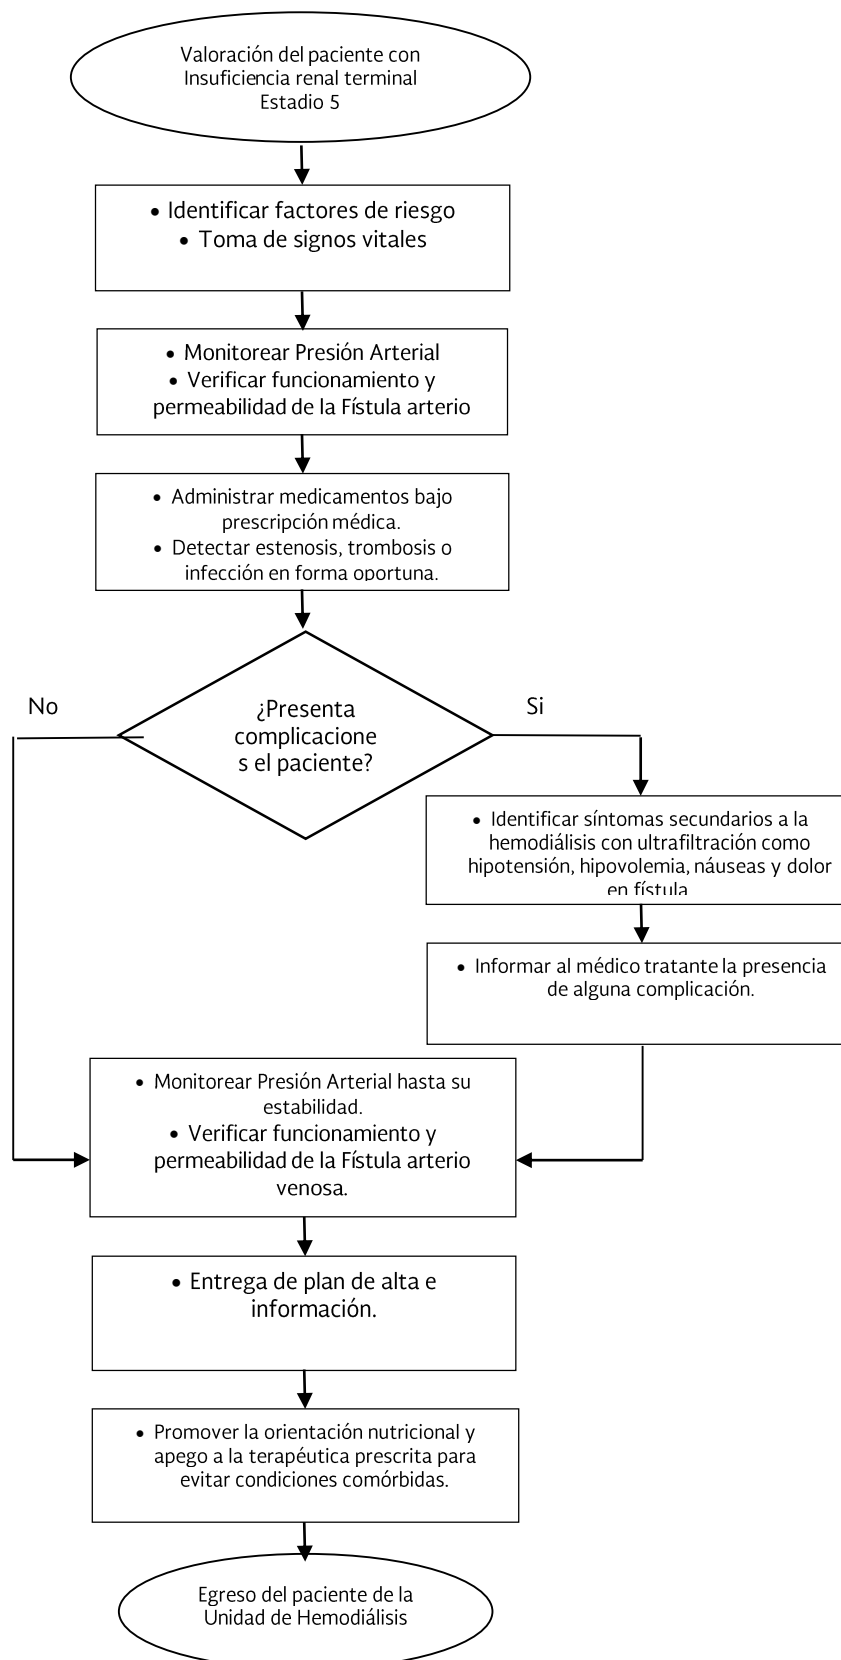 Valoración del paciente con
Insuficiencia renal terminal
Estadio 5
• Identificar factores de riesgo
• Toma de signos vitales
• Monitorear Presión Arterial
• Verificar funcionamiento y
permeabilidad de la Fístula arterio
• Administrar medicamentos bajo
prescripción médica.
• Detectar estenosis, trombosis o
infección en forma oportuna.
No
¿Presenta
complicacione
s el paciente?
Si
• Identificar síntomas secundarios a la
hemodiálisis con ultrafiltración como
hipotensión, hipovolemia, náuseas y dolor
en fístula
• Informar al médico tratante la presencia
de alguna complicación.
• Monitorear Presión Arterial hasta su
estabilidad.
• Verificar funcionamiento y
permeabilidad de la Fístula arterio
venosa.
• Entrega de plan de alta e
información.
• Promover la orientación nutricional y
apego a la terapéutica prescrita para
evitar condiciones comórbidas.
Egreso del paciente de la
Unidad de Hemodiálisis